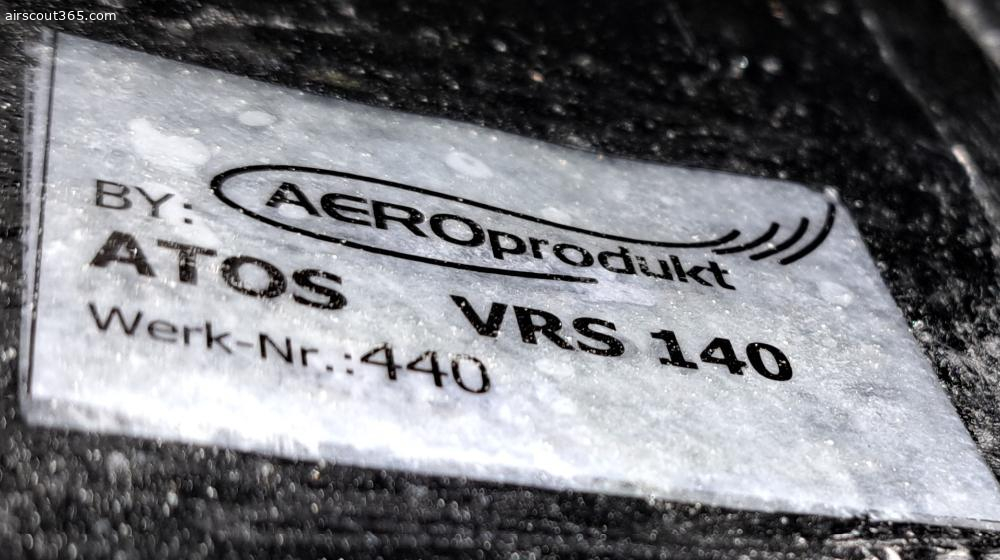 airscout365.com
BY: AEROprodukt
ATOS VRS 140
Werk-Nr.:440